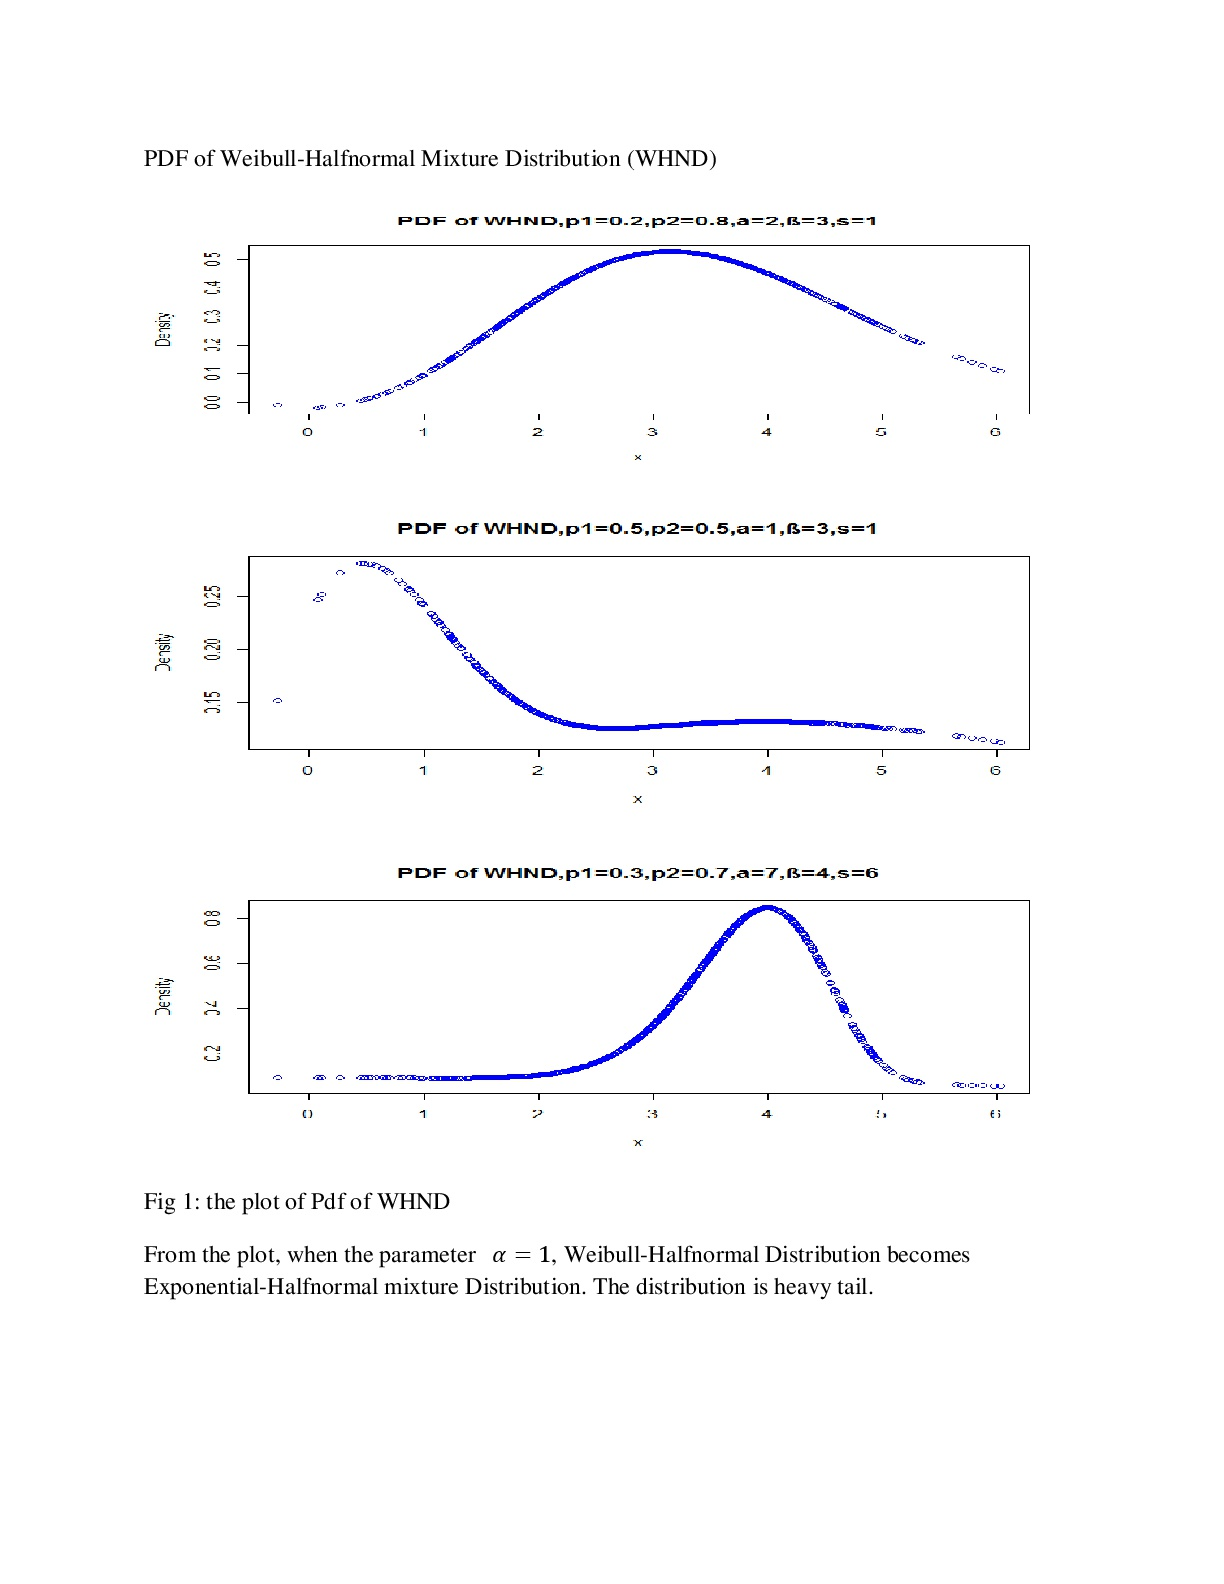 PDF of Weibull-Halfnormal Mixture Distribution (WHND)
PDF of WHND,p1=0.2,p2=0.8,a=2,ß=3,s=1
Density
0.0 0.1 0.2 0.3 0.4 0.5
0 1 2 3 4 5 6
x
PDF of WHND,p1=0.5,p2=0.5,a=1,ß=3,s=1
Density
0.15 0.20 0.25
0 1 2 3 4 5 6
x
PDF of WHND,p1=0.3,p2=0.7,a=7,ß=4,s=6
Density
0.2 0.4 0.6 0.8
0 1 2 3 4 5 6
x
Fig 1: the plot of Pdf of WHND
From the plot, when the parameter α = 1, Weibull-Halfnormal Distribution becomes
Exponential-Halfnormal mixture Distribution. The distribution is heavy tail.